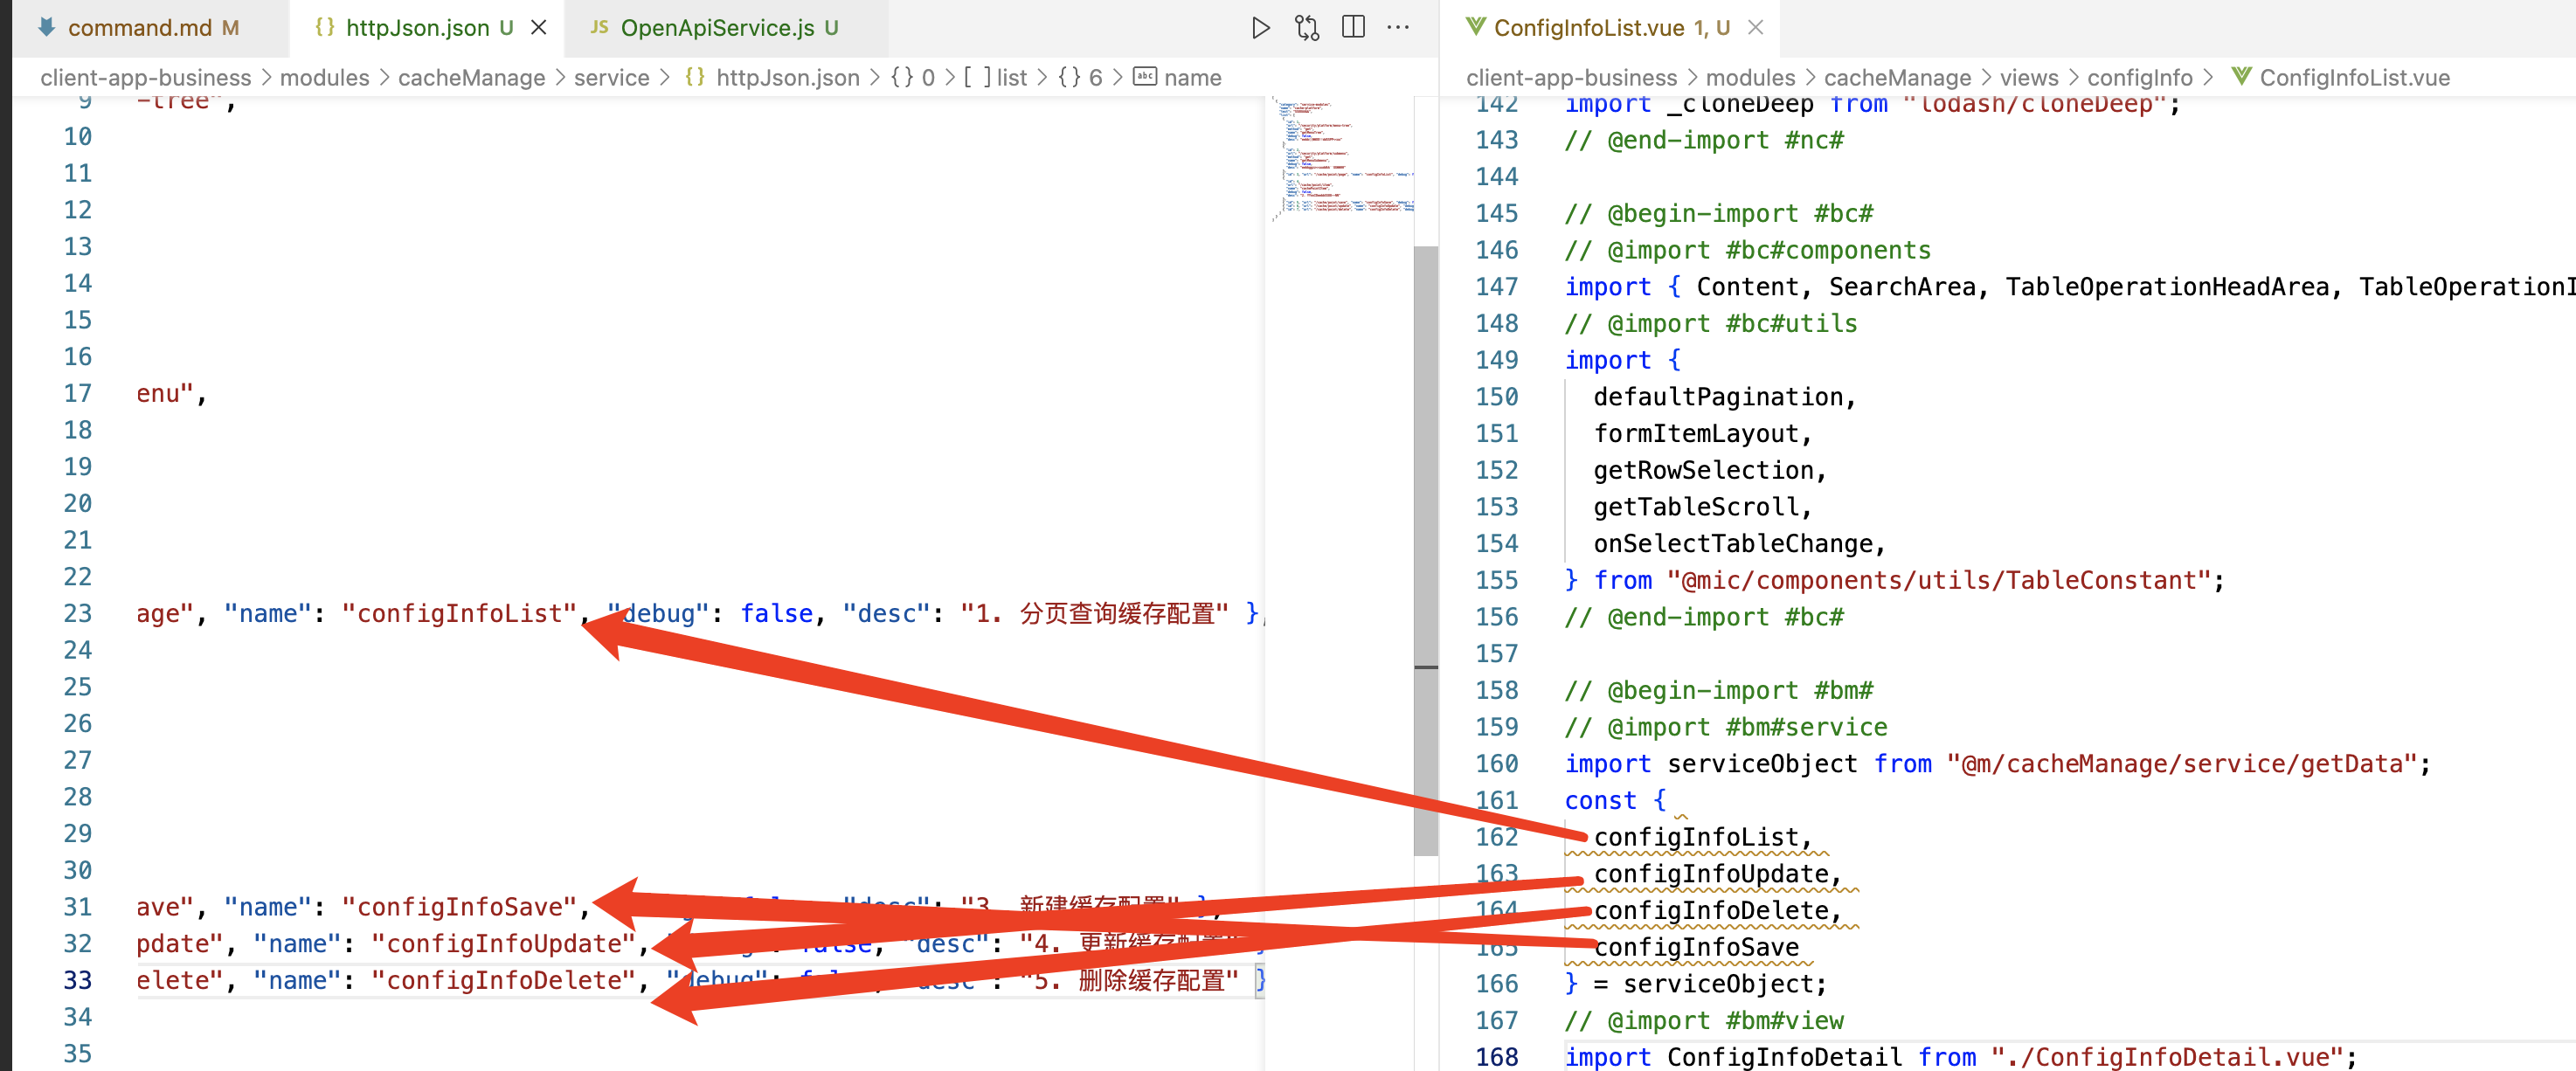 command.md M
{} httpJson.json U
JS OpenApiService.js U
client-app-business > modules > cacheManage > service > {} httpJson.json > {} 0 > [ ] list > {} 6 > abc name
9 -tree",
10
11
12
13
14
15
16
17 enu",
18
19
20
21
22
23 age", "name": "configInfoList", "debug": false, "desc": "1. 分页查询缓存配置" },
24
25
26
27
28
29
30
31 ave", "name": "configInfoSave", "desc": "3. 新建缓存配置" },
32 pdate", "name": "configInfoUpdate", false, "desc": "4. 更新缓存配置" }
33 elete", "name": "configInfoDelete", "debug": "5. 删除缓存配置" }
34
35
ConfigInfoList.vue 1, U
client-app-business > modules > cacheManage > views > configInfo > ConfigInfoList.vue
142 import _cloneDeep from "lodash/cloneDeep";
143 // @end-import #nc#
144
145 // @begin-import #bc#
146 // @import #bc#components
147 import { Content, SearchArea, TableOperationHeadArea, TableOperationI
148 // @import #bc#utils
149 import {
150 defaultPagination,
151 formItemLayout,
152 getRowSelection,
153 getTableScroll,
154 onSelectTableChange,
155 } from "@mic/components/utils/TableConstant";
156 // @end-import #bc#
157
158 // @begin-import #bm#
159 // @import #bm#service
160 import serviceObject from "@m/cacheManage/service/getData";
161 const {
162 configInfoList,
163 configInfoUpdate,
164 configInfoDelete,
165 configInfoSave
166 } = serviceObject;
167 // @import #bm#view
168 import ConfigInfoDetail from "./ConfigInfoDetail.vue";